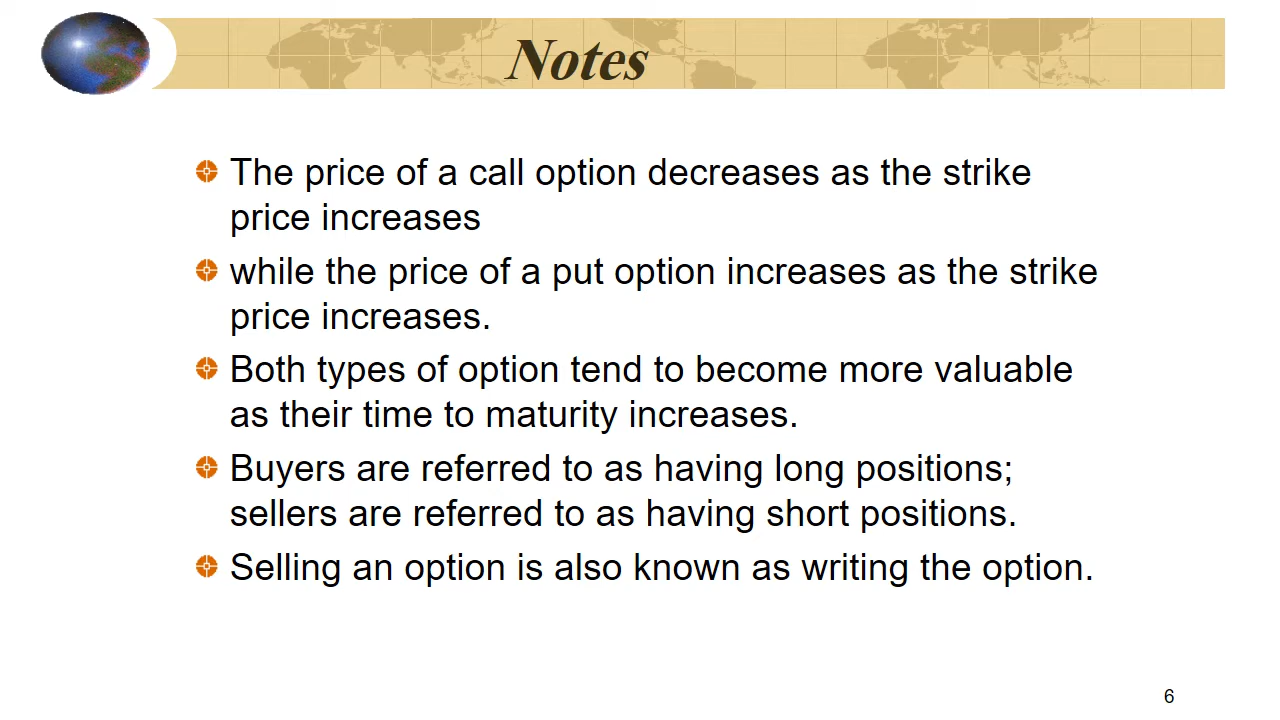 Notes
The price of a call option decreases as the strike
price increases
while the price of a put option increases as the strike
price increases.
Both types of option tend to become more valuable
as their time to maturity increases.
Buyers are referred to as having long positions;
sellers are referred to as having short positions.
Selling an option is also known as writing the option.
6